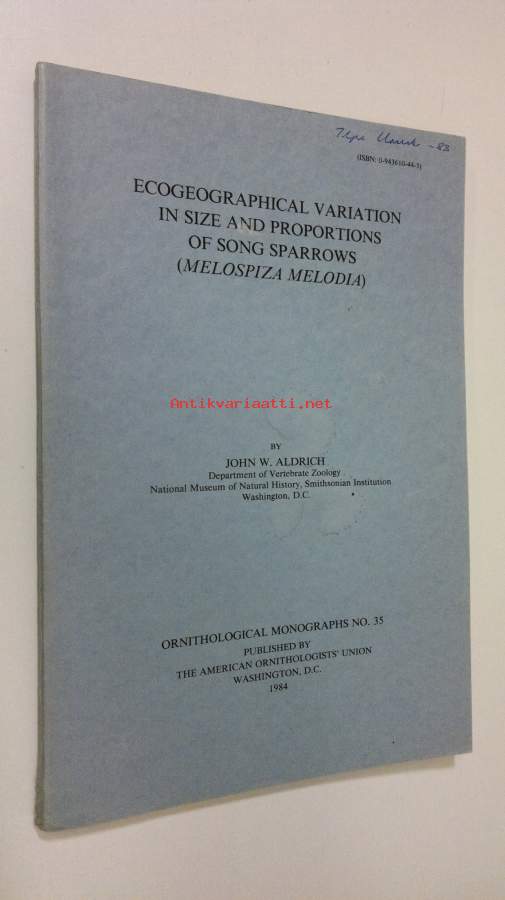 -88
(ISBN: 0-943610-44-5)
ECOGEOGRAPHICAL VARIATION
IN SIZE AND PROPORTIONS
OF SONG SPARROWS
(MELOSPIZA MELODIA)
Antikvariaatti.net
BY
JOHN W. ALDRICH
Department of Vertebrate Zoology
National Museum of Natural History, Smithsonian Institution
Washington, D.C.
ORNITHOLOGICAL MONOGRAPHS NO. 35
PUBLISHED BY
THE AMERICAN ORNITHOLOGISTS' UNION
WASHINGTON, D.C.
1984